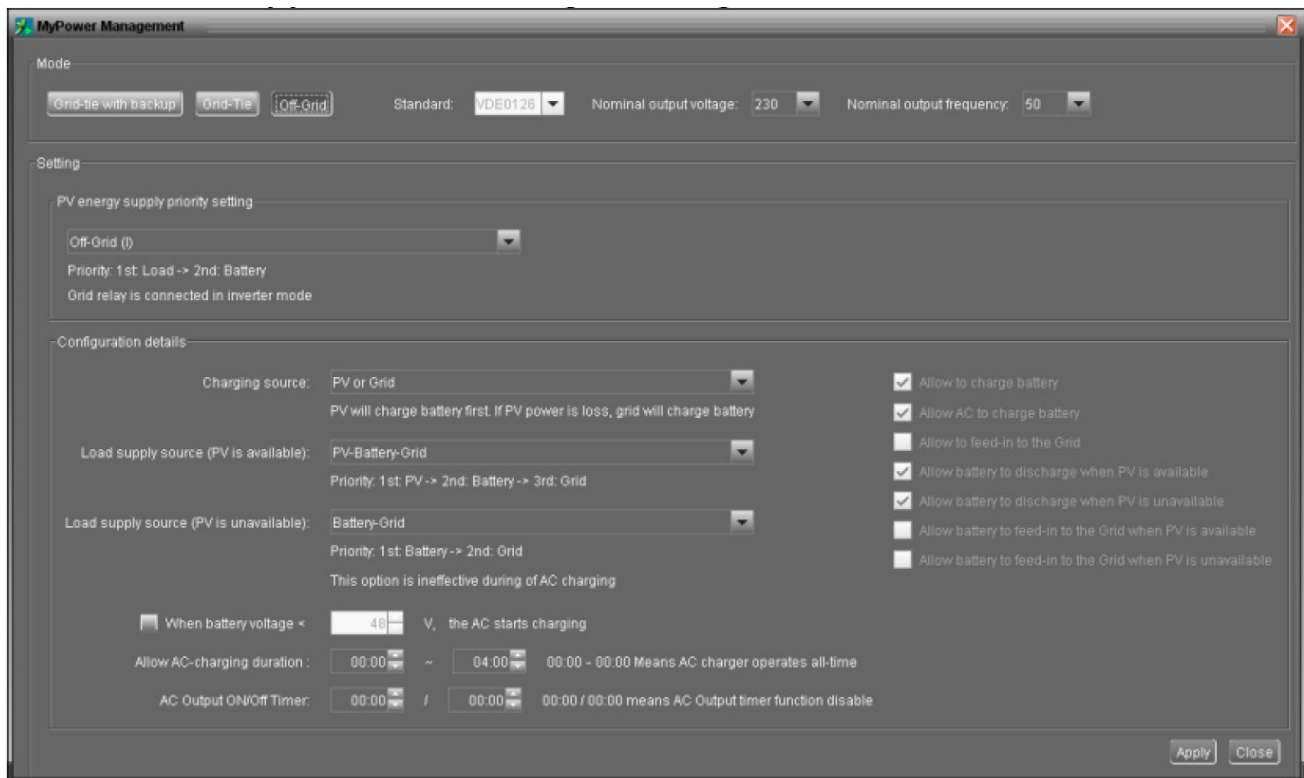 MyPower Management
Mode
Grid-tie with backup Grid-Tie Off-Grid Standard: VDE0126 Nominal output voltage: 230 Nominal output frequency: 50
Setting
PV energy supply priority setting
Off-Grid (I)
Priority: 1st: Load -> 2nd: Battery
Grid relay is connected in inverter mode
Configuration details
Charging source: PV or Grid Allow to charge battery
PV will charge battery first. If PV power is loss, grid will charge battery Allow AC to charge battery
Allow to feed-in to the Grid
Load supply source (PV is available): PV-Battery-Grid
Priority: 1st: PV -> 2nd: Battery -> 3rd: Grid Allow battery to discharge when PV is available
Allow battery to discharge when PV is unavailable
Load supply source (PV is unavailable): Battery-Grid Allow battery to feed-in to the Grid when PV is available
Priority: 1st: Battery -> 2nd: Grid Allow battery to feed-in to the Grid when PV is unavailable
This option is ineffective during of AC charging
When battery voltage < 48 V, the AC starts charging
Allow AC-charging duration : 00:00 ~ 04:00 00:00 - 00:00 Means AC charger operates all-time
AC Output ON/Off Timer: 00:00 / 00:00 00:00 / 00:00 means AC Output timer function disable
Apply Close